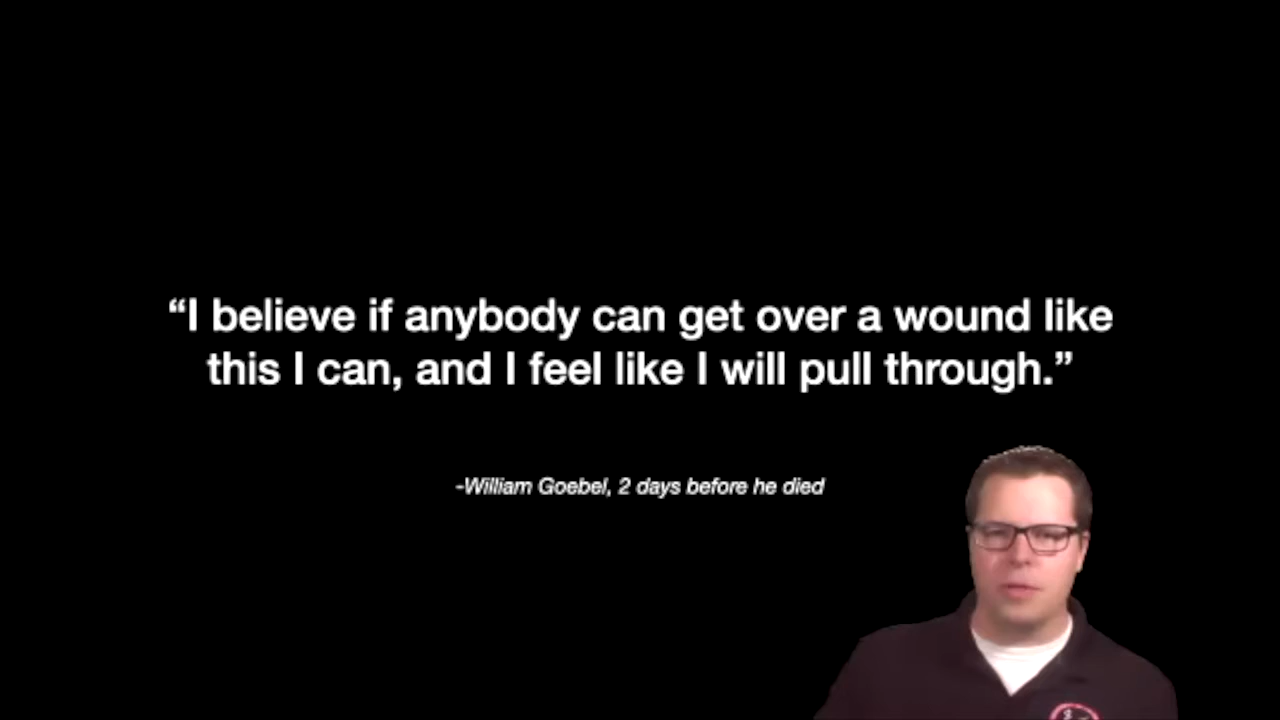 “I believe if anybody can get over a wound like
this I can, and I feel like I will pull through.”
-William Goebel, 2 days before he died